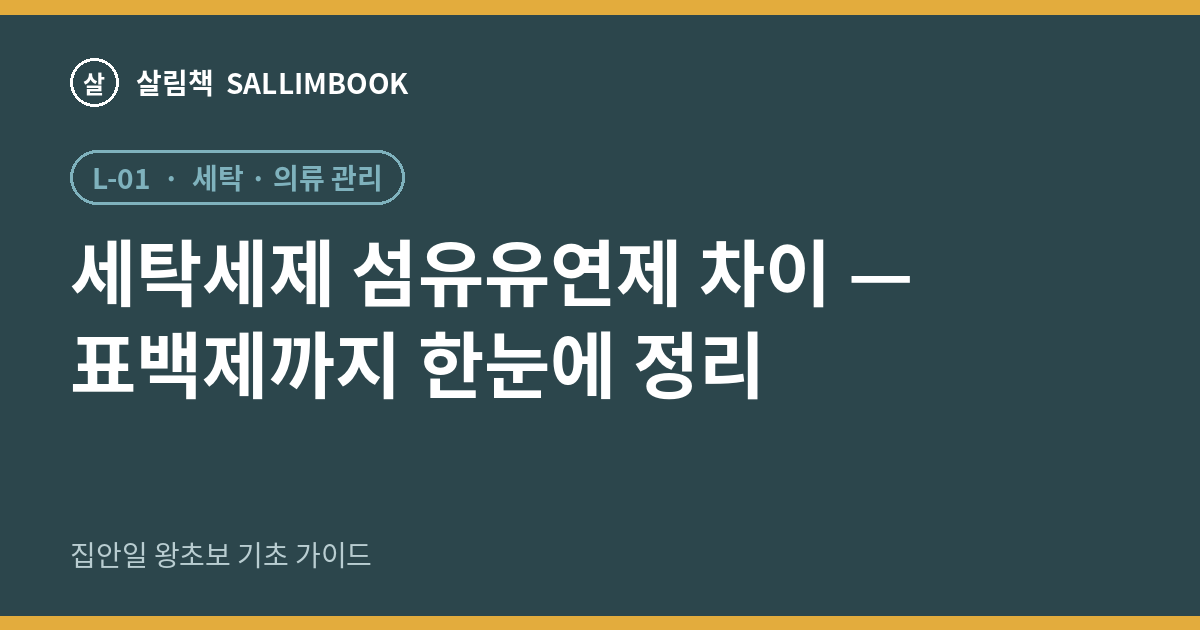 살 살림책 SALLIMBOOK
L-01 · 세탁 · 의류 관리
세탁세제 섬유유연제 차이 —
표백제까지 한눈에 정리
집안일 왕초보 기초 가이드